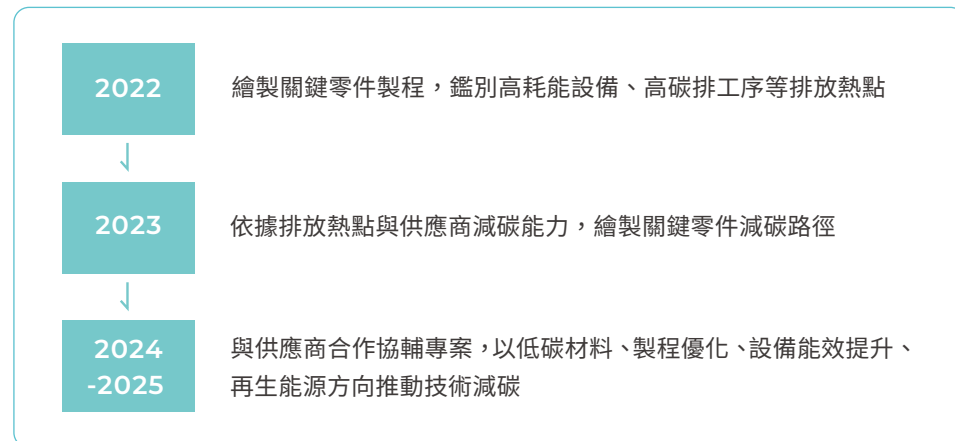 2022
繪製關鍵零件製程，鑑別高耗能設備、高碳排工序等排放熱點
2023
依據排放熱點與供應商減碳能力，繪製關鍵零件減碳路徑
2024
-2025
與供應商合作協輔專案，以低碳材料、製程優化、設備能效提升、
再生能源方向推動技術減碳